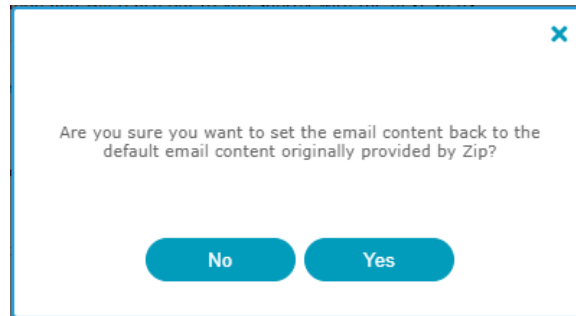 Are you sure you want to set the email content back to the
default email content originally provided by Zip?
No Yes